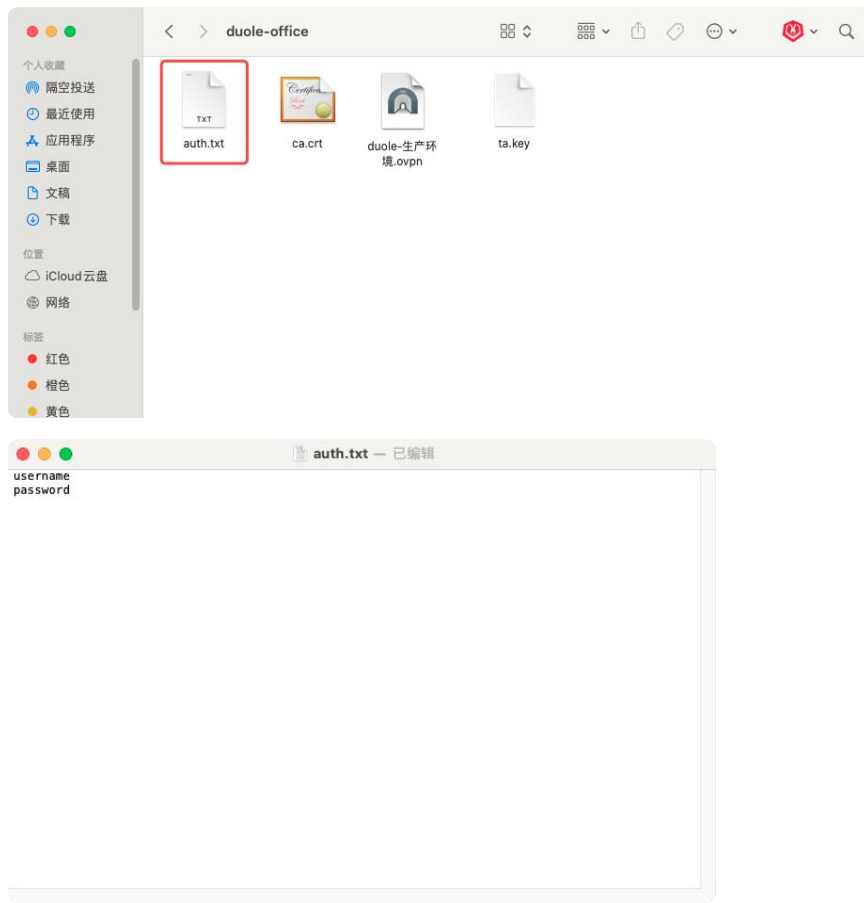 duole-office
个人收藏
隔空投送
最近使用
应用程序
桌面
文稿
下载
位置
iCloud云盘
网络
标签
红色
橙色
黄色
TXT
auth.txt
ca.crt
duole-生产环
境.ovpn
ta.key
auth.txt — 已编辑
username
password